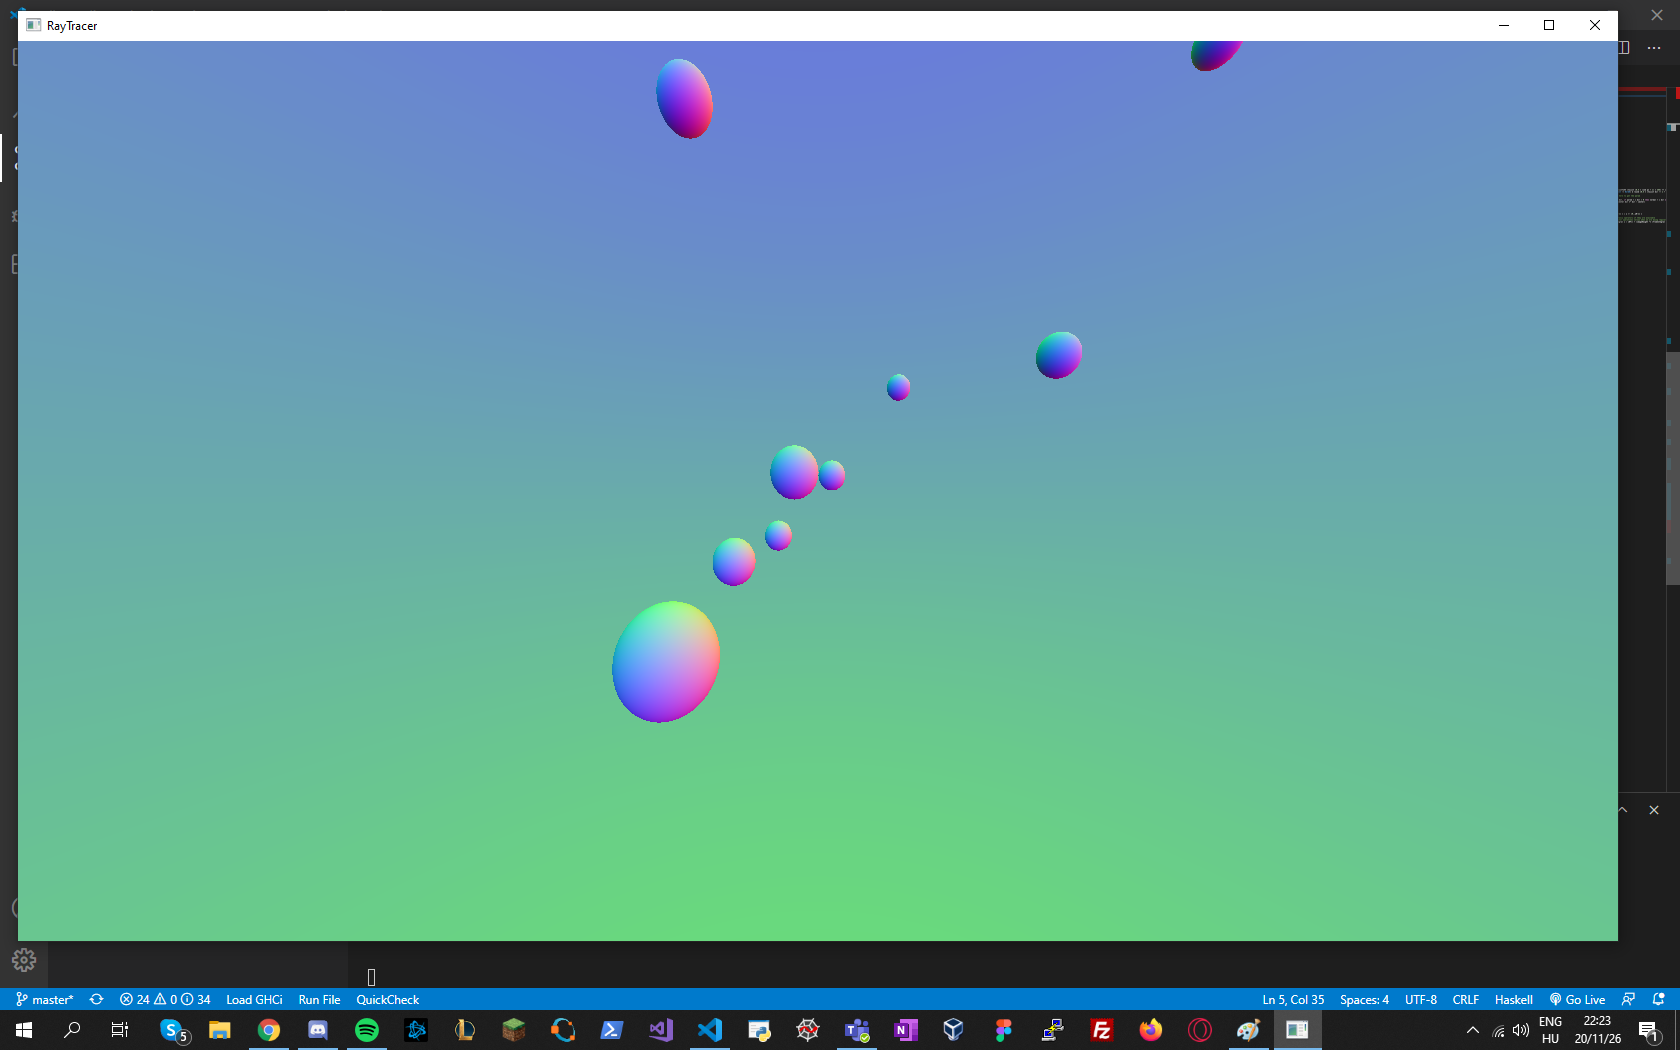 RayTracer
master*
24 0 34
Load GHCi
Run File
QuickCheck
Ln 5, Col 35
Spaces: 4
UTF-8
CRLF
Haskell
Go Live
5
ENG
HU
22:23
20/11/26
1